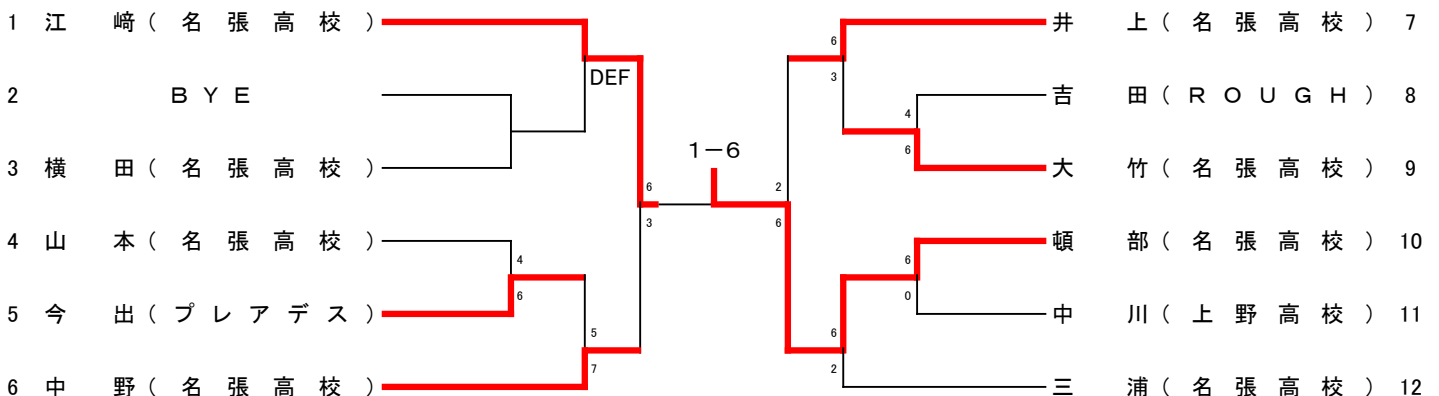 1 江 﨑 ( 名 張 高 校 )
2 BYE
3 横 田 ( 名 張 高 校 )
4 山 本 ( 名 張 高 校 )
5 今 出 ( プ レ ア デ ス )
6 中 野 ( 名 張 高 校 )
DEF
4
6
5
7
6
3
1-6
2
6
6
3
4
6
6
0
6
2
井 上 ( 名 張 高 校 ) 7
吉 田 ( R O U G H ) 8
大 竹 ( 名 張 高 校 ) 9
頓 部 ( 名 張 高 校 ) 10
中 川 ( 上 野 高 校 ) 11
三 浦 ( 名 張 高 校 ) 12